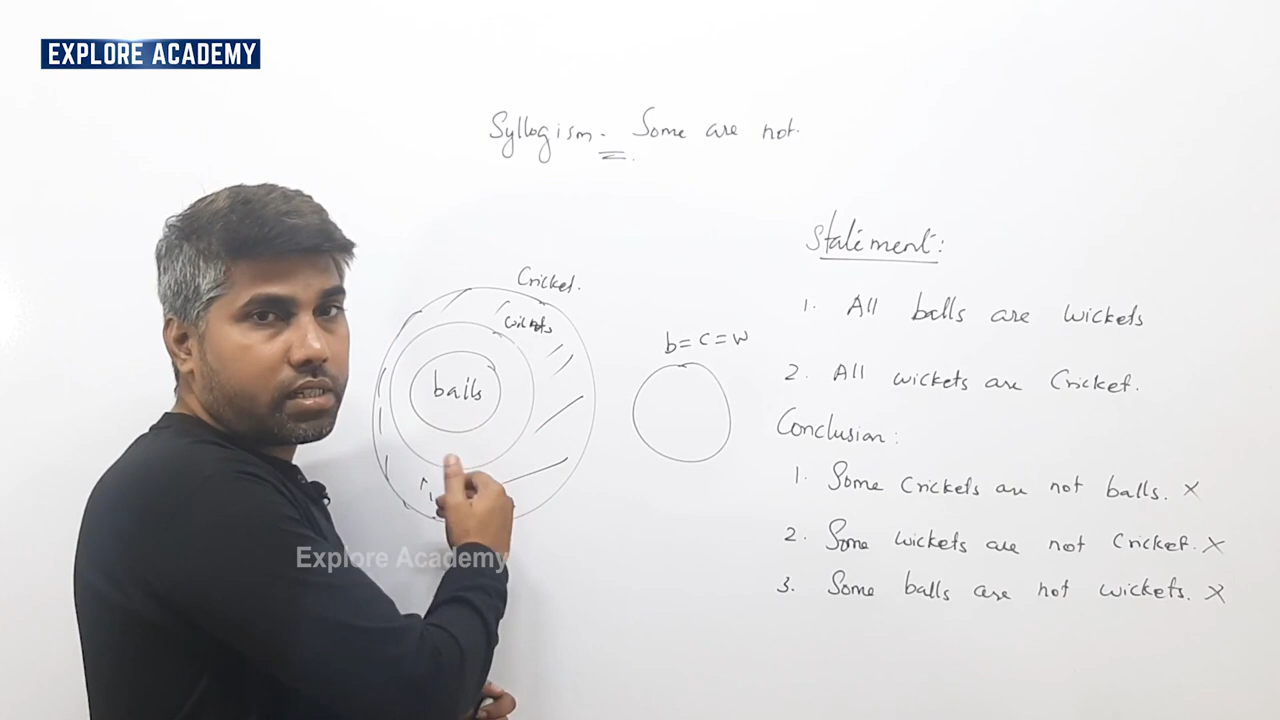 EXPLORE ACADEMY
Syllogism - Some are not.
Statement:
1. All balls are wickets
2. All wickets are Cricket.
Conclusion:
1. Some Crickets are not balls. ×
2. Some wickets are not Cricket. ×
3. Some balls are not wickets. ×
Cricket.
wickets
balls
b = c = w
Explore Academy